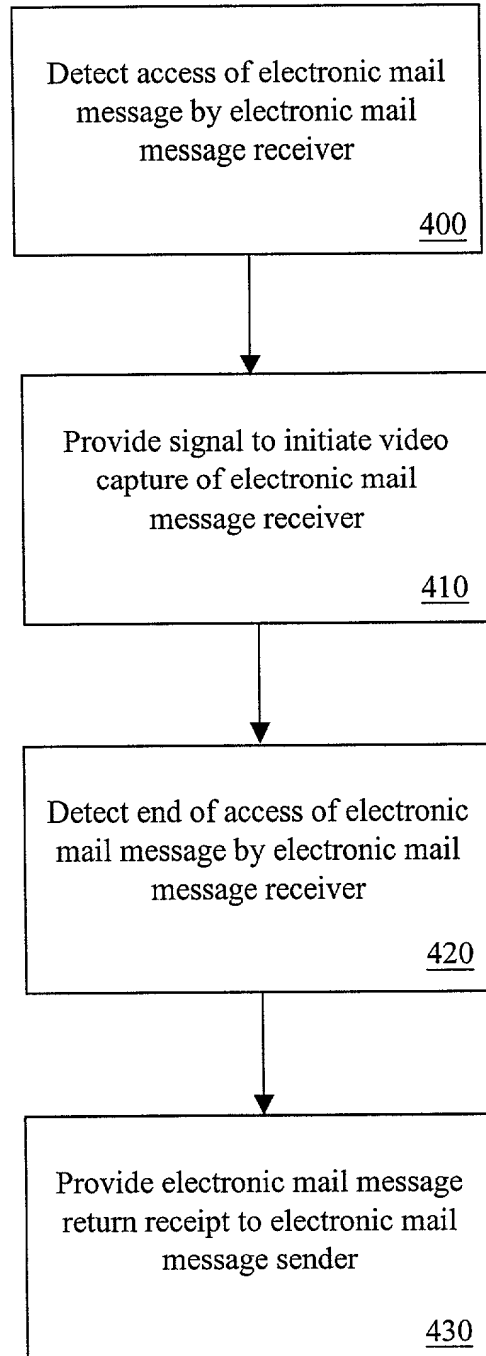 Detect access of electronic mail
message by electronic mail
message receiver
400
Provide signal to initiate video
capture of electronic mail
message receiver
410
Detect end of access of electronic
mail message by electronic mail
message receiver
420
Provide electronic mail message
return receipt to electronic mail
message sender
430